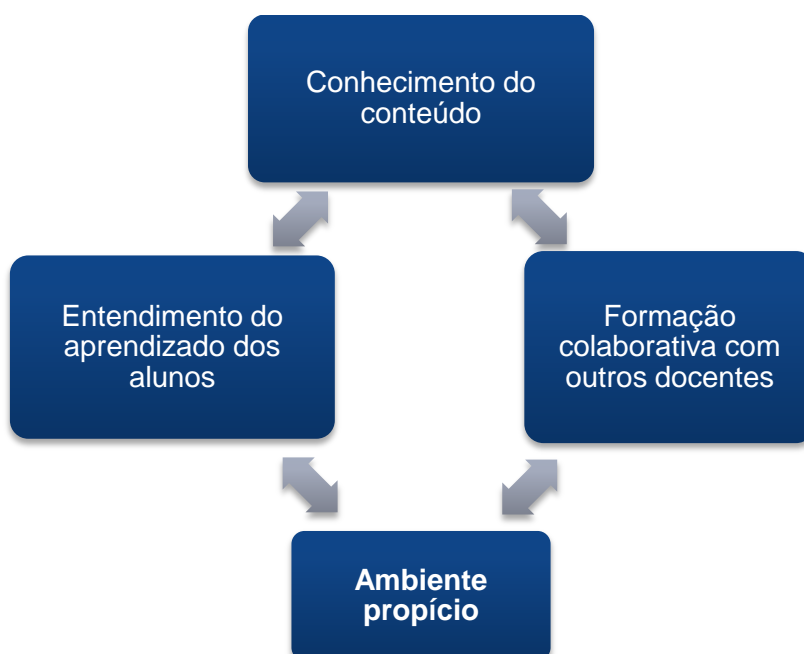 Conhecimento do
conteúdo
Entendimento do
aprendizado dos
alunos
Formação
colaborativa com
outros docentes
Ambiente
propício